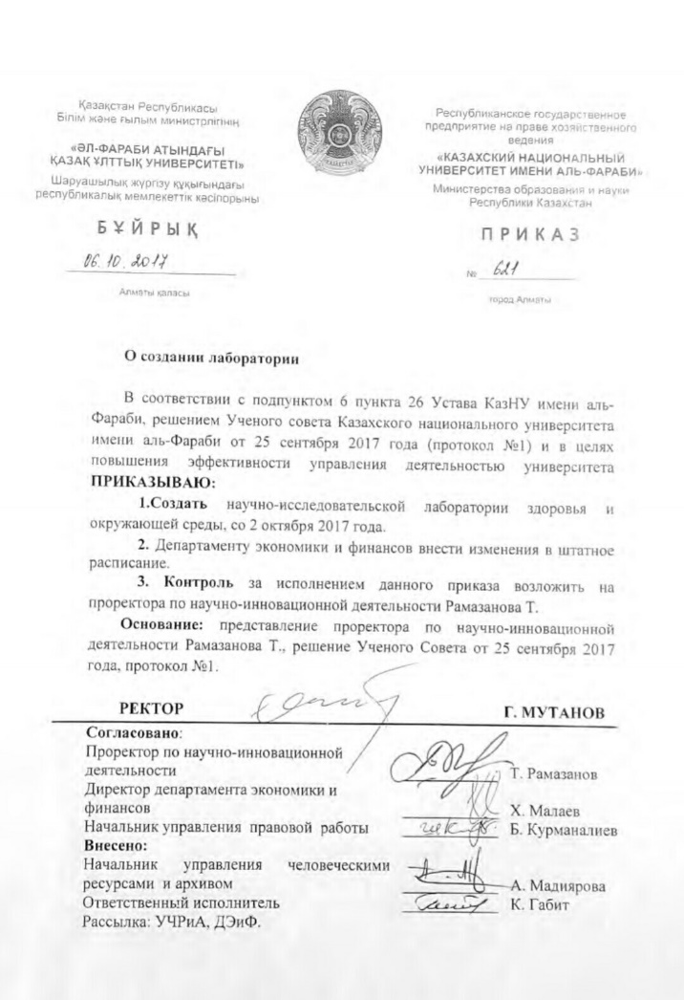 Қазақстан Республикасы
Білім және ғылым министрлігінің
«ӘЛ-ФАРАБИ АТЫНДАҒЫ
ҚАЗАҚ ҰЛТТЫҚ УНИВЕРСИТЕТІ»
Шаруашылық жүргізу құқығындағы
республикалық мемлекеттік кәсіпорыны
БҰЙРЫҚ
06.10.2017
Алматы қаласы
Республиканское государственное
предприятие на праве хозяйственного
ведения
«КАЗАХСКИЙ НАЦИОНАЛЬНЫЙ
УНИВЕРСИТЕТ ИМЕНИ АЛЬ-ФАРАБИ»
Министерства образования и науки
Республики Казахстан
ПРИКАЗ
№ 621
город Алматы
О создании лаборатории
В соответствии с подпунктом 6 пункта 26 Устава КазНУ имени аль-
Фараби, решением Ученого совета Казахского национального университета
имени аль-Фараби от 25 сентября 2017 года (протокол №1) и в целях
повышения эффективности управления деятельностью университета
ПРИКАЗЫВАЮ:
1.Создать научно-исследовательской лаборатории здоровья и
окружающей среды, со 2 октября 2017 года.
2. Департаменту экономики и финансов внести изменения в штатное
расписание.
3. Контроль за исполнением данного приказа возложить на
проректора по научно-инновационной деятельности Рамазанова Т.
Основание: представление проректора по научно-инновационной
деятельности Рамазанова Т., решение Ученого Совета от 25 сентября 2017
года, протокол №1.
РЕКТОР Г. МУТАНОВ
Согласовано:
Проректор по научно-инновационной
деятельности Т. Рамазанов
Директор департамента экономики и
финансов Х. Малаев
Начальник управления правовой работы Б. Курманалиев
Внесено:
Начальник управления человеческими
ресурсами и архивом А. Мадиярова
Ответственный исполнитель К. Габит
Рассылка: УЧРиА, ДЭиФ.